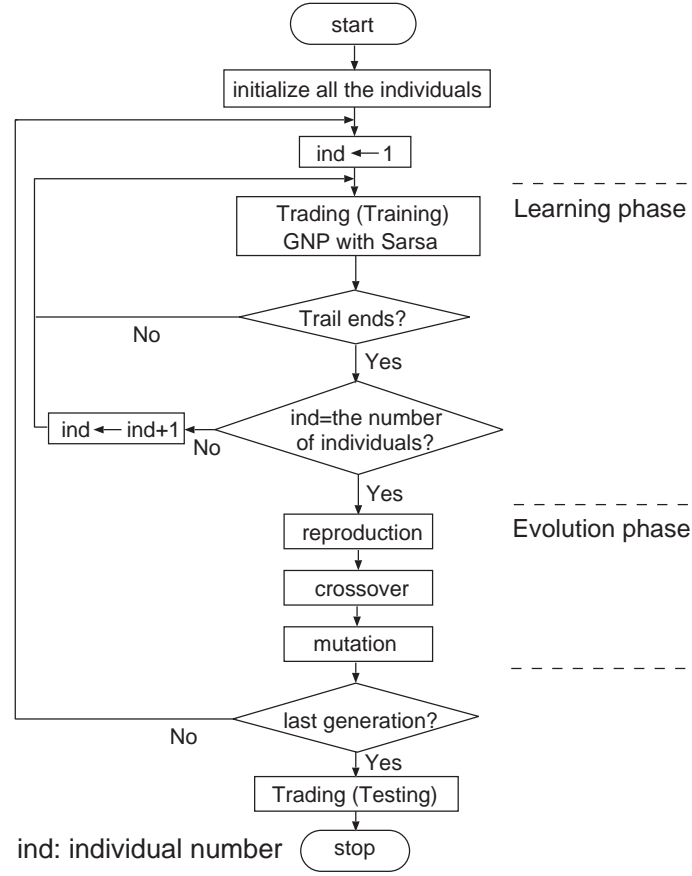 start
initialize all the individuals
ind ← 1
Trading (Training)
GNP with Sarsa
Learning phase
Trail ends?
No
Yes
ind=the number
of individuals?
ind ← ind+1
No
Yes
reproduction
Evolution phase
crossover
mutation
last generation?
No
Yes
Trading (Testing)
ind: individual number
stop